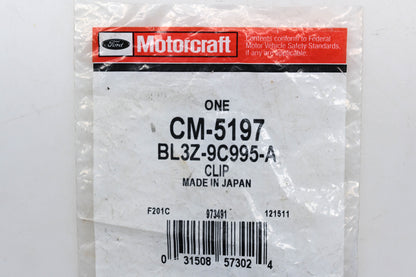 Ford
Motorcraft
Contents conform to Federal
Motor Vehicle Safety Standards,
if any, are applicable.
ONE
CM-5197
BL3Z-9C995-A
CLIP
MADE IN JAPAN
F201C 973491 121511
0 31508 57302 4